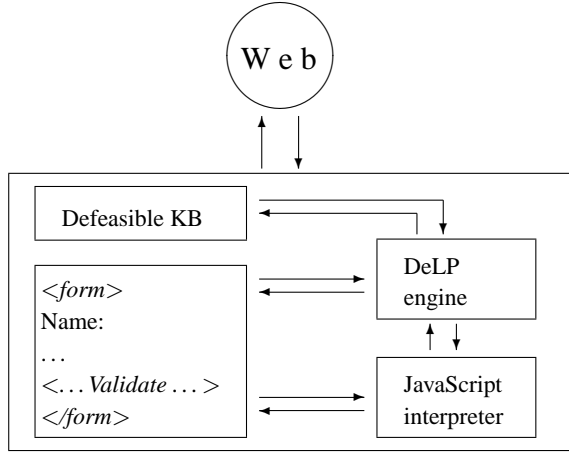 W e b
Defeasible KB
DeLP
engine
<form>
Name:
...
<... Validate ... >
</form>
JavaScript
interpreter